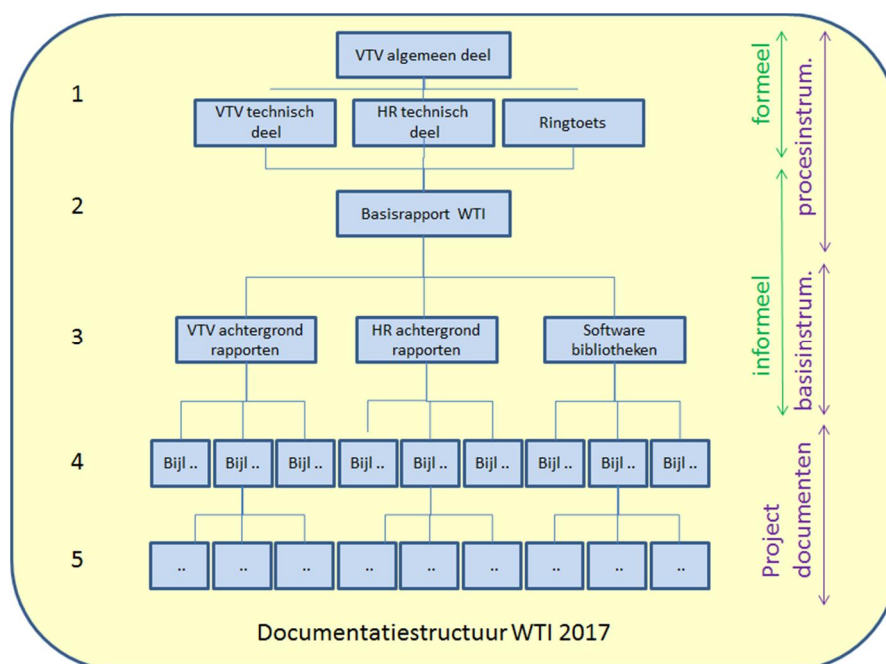 VTV algemeen deel
1
VTV technisch
deel
HR technisch
deel
Ringtoets
2
Basisrapport WTI
3
VTV achtergrond
rapporten
HR achtergrond
rapporten
Software
bibliotheken
4
Bijl ..
Bijl ..
Bijl ..
Bijl ..
Bijl ..
Bijl ..
Bijl ..
Bijl ..
Bijl ..
5
..
..
..
..
..
..
..
..
..
formeel
informeel
procesinstrum.
basisinstrum.
Project
documenten
Documentatiestructuur WTI 2017